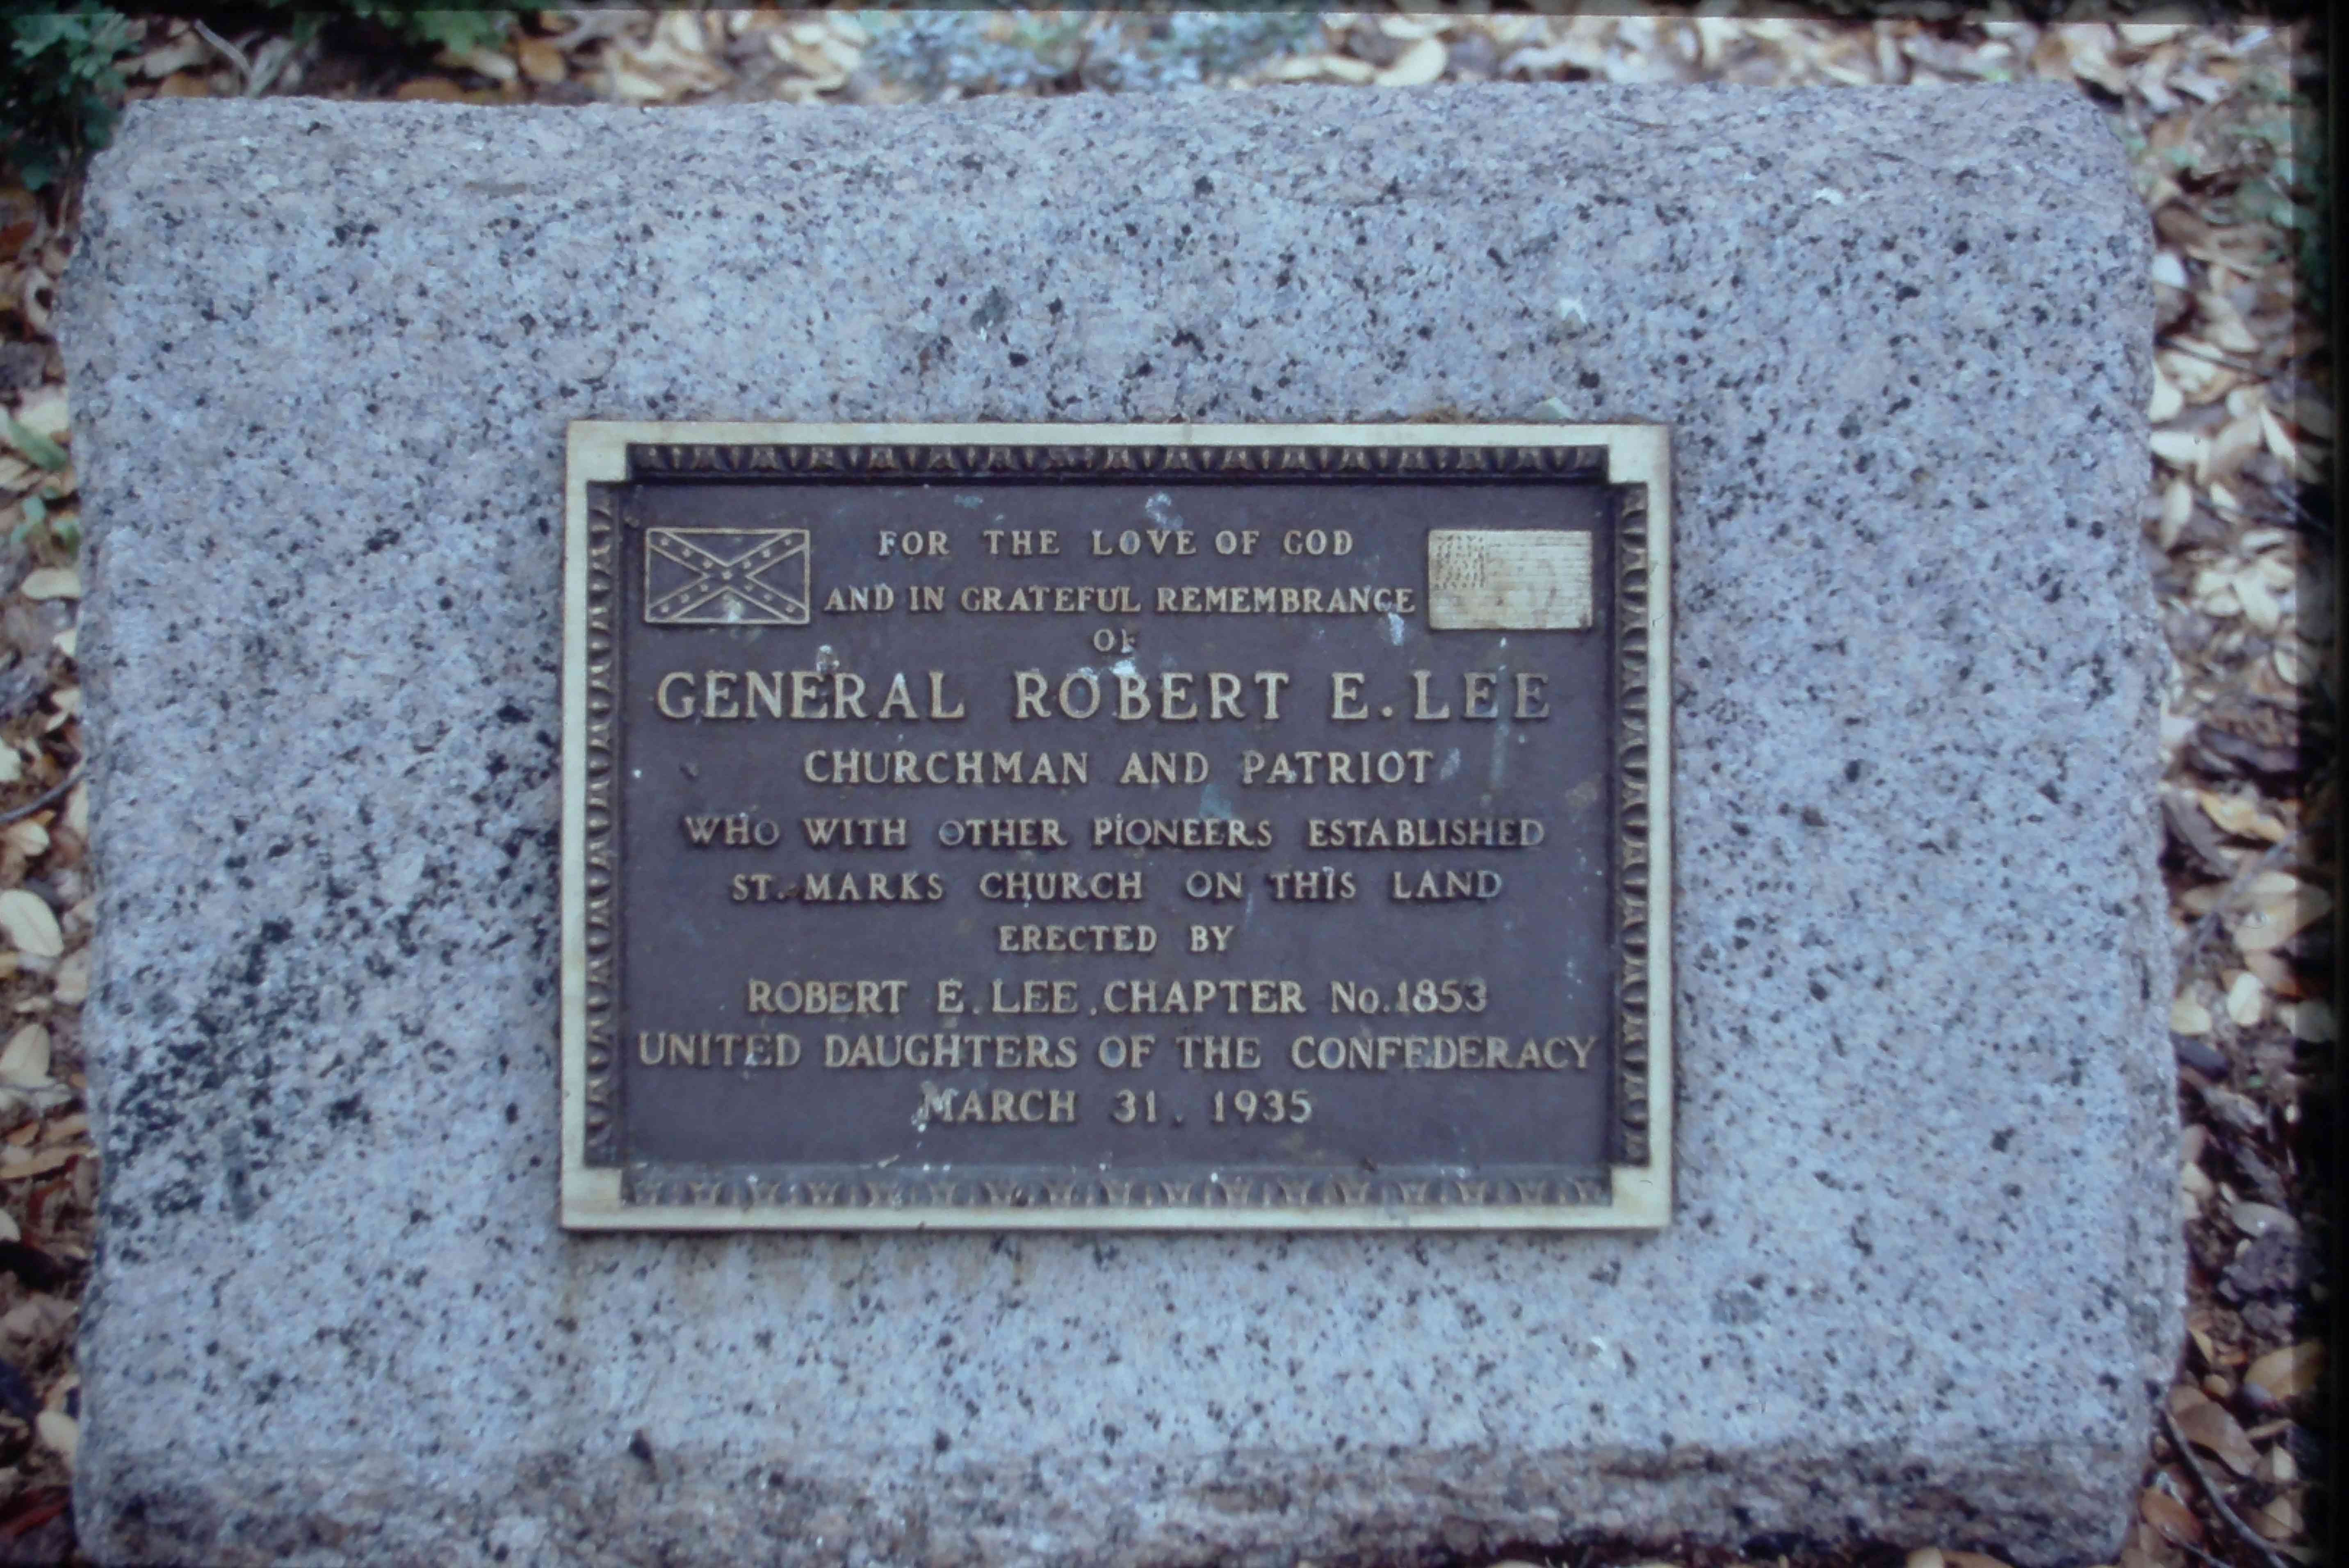 FOR THE LOVE OF GOD
AND IN GRATEFUL REMEMBRANCE
OF
GENERAL ROBERT E. LEE
CHURCHMAN AND PATRIOT
WHO WITH OTHER PIONEERS ESTABLISHED
ST. MARKS CHURCH ON THIS LAND
ERECTED BY
ROBERT E. LEE CHAPTER No. 1853
UNITED DAUGHTERS OF THE CONFEDERACY
MARCH 31, 1935